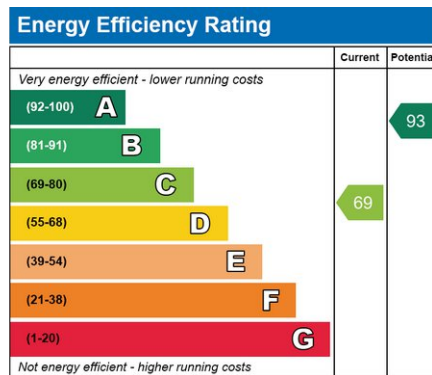 Energy Efficiency Rating
Current Potential
Very energy efficient - lower running costs
(92-100) A
(81-91) B
(69-80) C
(55-68) D
(39-54) E
(21-38) F
(1-20) G
93
69
Not energy efficient - higher running costs